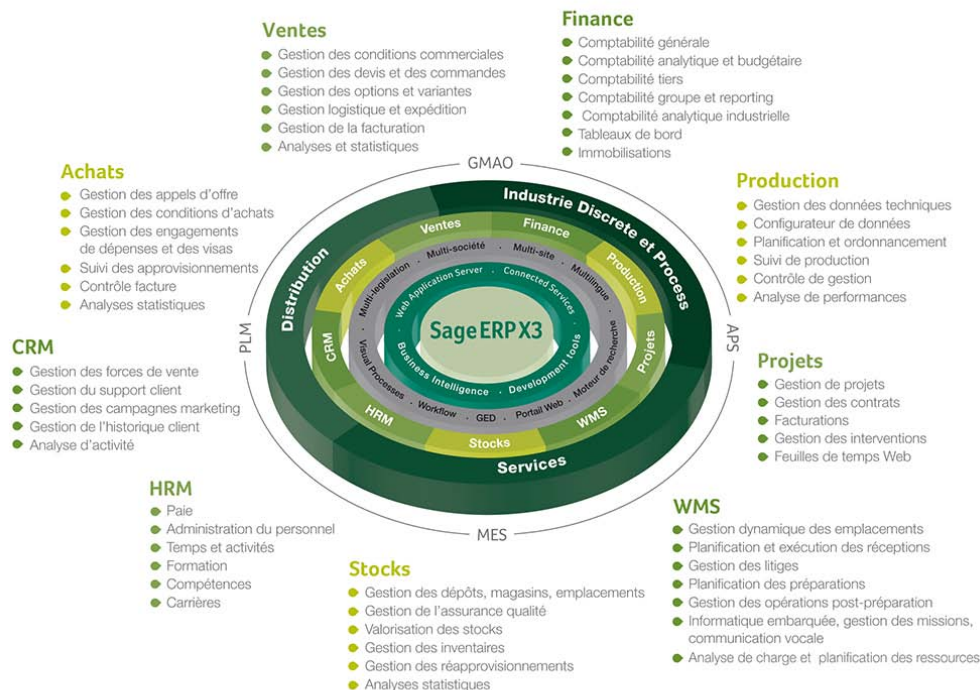 Ventes
Gestion des conditions commerciales
Gestion des devis et des commandes
Gestion des options et variantes
Gestion logistique et expédition
Gestion de la facturation
Analyses et statistiques
Finance
Comptabilité générale
Comptabilité analytique et budgétaire
Comptabilité tiers
Comptabilité groupe et reporting
Comptabilité analytique industrielle
Tableaux de bord
Immobilisations
Achats
Gestion des appels d'offre
Gestion des conditions d'achats
Gestion des engagements
de dépenses et des visas
Suivi des approvisionnements
Contrôle facture
Analyses statistiques
Production
Gestion des données techniques
Configurateur de données
Planification et ordonnancement
Suivi de production
Contrôle de gestion
Analyse de performances
GMAO
APS
MES
PLM
Distribution
Industrie Discrete et Process
Services
Achats
Ventes
Finance
Production
Projets
WMS
Stocks
HRM
CRM
Multi-legislation · Multi-société · Multi-site · Multilingue
Visual Processes · Workflow · GED · Portail Web · Moteur de recherche
Web Application Server · Connected Services
Business Intelligence · Development tools
Sage ERP X3
CRM
Gestion des forces de vente
Gestion du support client
Gestion des campagnes marketing
Gestion de l'historique client
Analyse d'activité
Projets
Gestion de projets
Gestion des contrats
Facturations
Gestion des interventions
Feuilles de temps Web
HRM
Paie
Administration du personnel
Temps et activités
Formation
Compétences
Carrières
Stocks
Gestion des dépôts, magasins, emplacements
Gestion de l'assurance qualité
Valorisation des stocks
Gestion des inventaires
Gestion des réapprovisionnements
Analyses statistiques
WMS
Gestion dynamique des emplacements
Planification et exécution des réceptions
Gestion des litiges
Planification des préparations
Gestion des opérations post-préparation
Informatique embarquée, gestion des missions,
communication vocale
Analyse de charge et planification des ressources